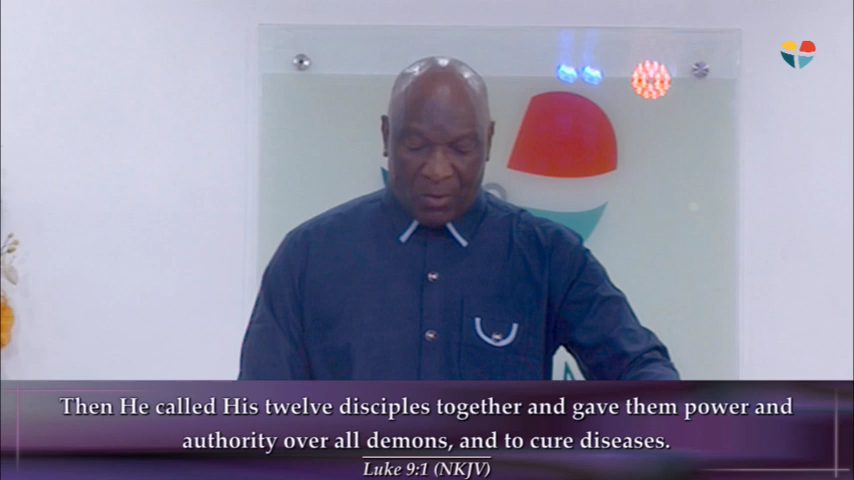 Then He called His twelve disciples together and gave them power and
authority over all demons, and to cure diseases.
Luke 9:1 (NKJV)